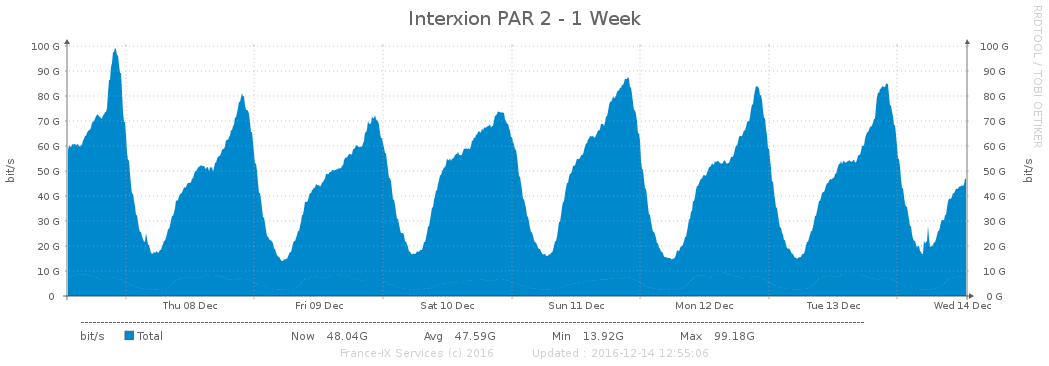 Interxion PAR 2 - 1 Week
RRDTOOL / TOBI OETIKER
100 G 100 G
90 G 90 G
80 G 80 G
70 G 70 G
60 G 60 G
50 G 50 G
40 G 40 G
30 G 30 G
20 G 20 G
10 G 10 G
0 0 G
bit/s bit/s
Thu 08 Dec Fri 09 Dec Sat 10 Dec Sun 11 Dec Mon 12 Dec Tue 13 Dec Wed 14 Dec
bit/s Total Now 48.04G Avg 47.59G Min 13.92G Max 99.18G
France-IX Services (c) 2016 Updated : 2016-12-14 12:55:06